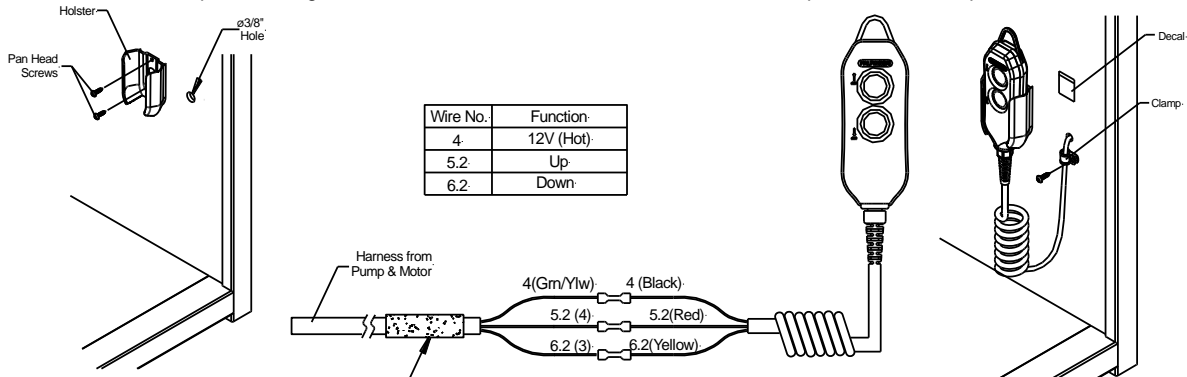 Holster
ø3/8"
Hole
Pan Head
Screws
Wire No. Function
4 12V (Hot)
5.2 Up
6.2 Down
Decal
Clamp
Harness from
Pump & Motor
4(Grn/Ylw) 4 (Black)
5.2 (4) 5.2(Red)
6.2 (3) 6.2(Yellow)